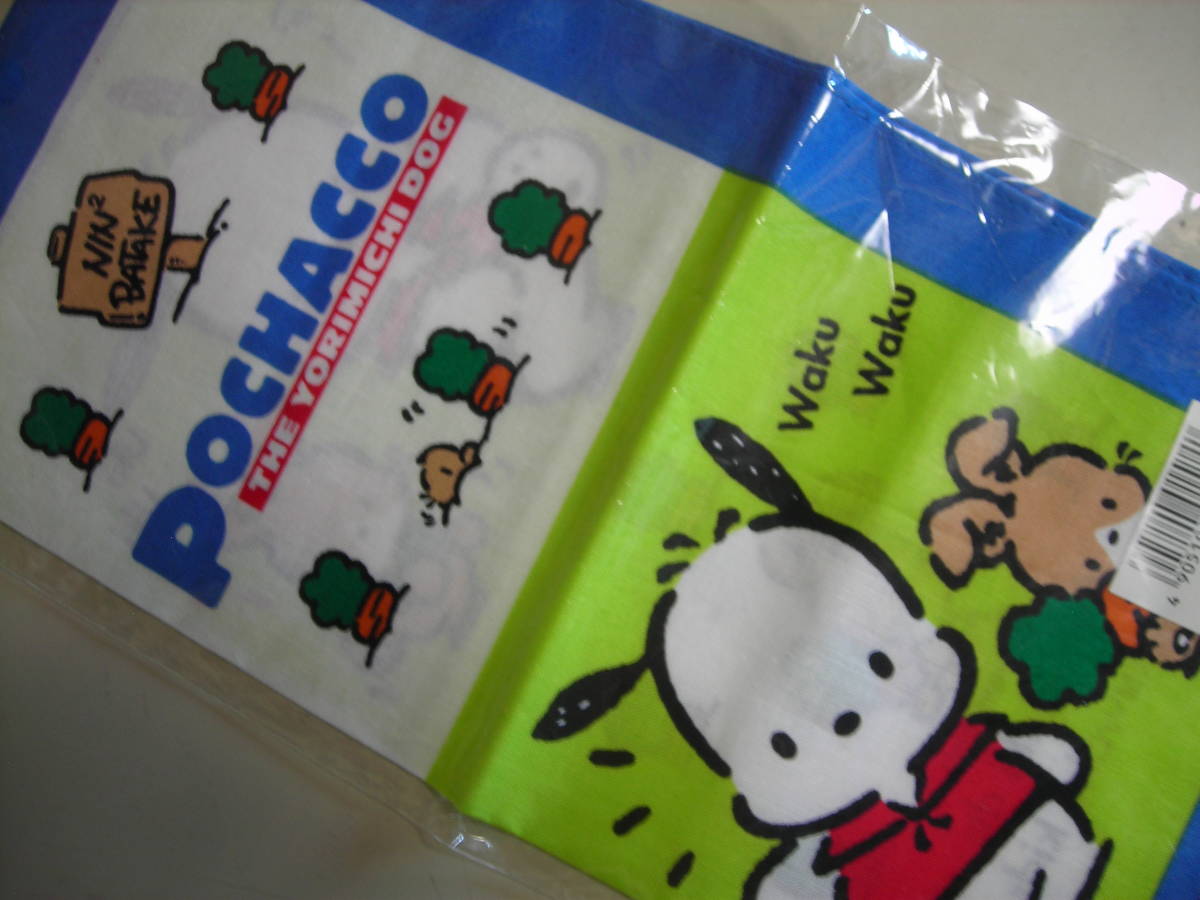 NIN²
BATAKE
POCHACCO
THE YORIMICHI DOG
Waku
Waku